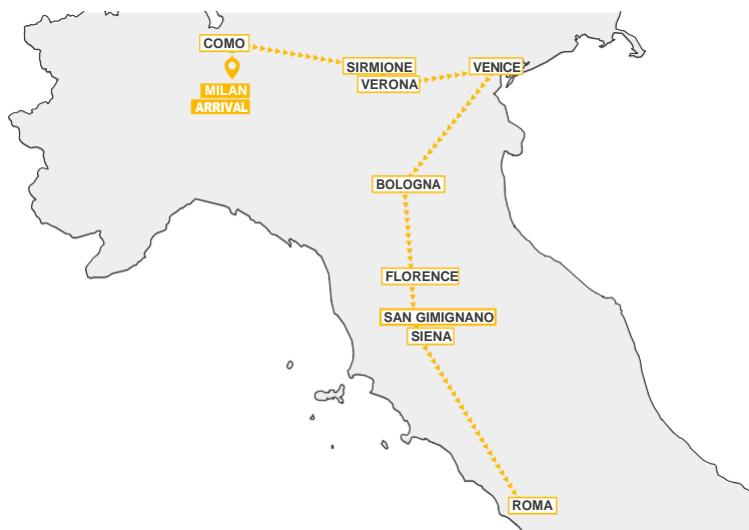 COMO
SIRMIONE
VENICE
VERONA
MILAN
ARRIVAL
BOLOGNA
FLORENCE
SAN GIMIGNANO
SIENA
ROMA